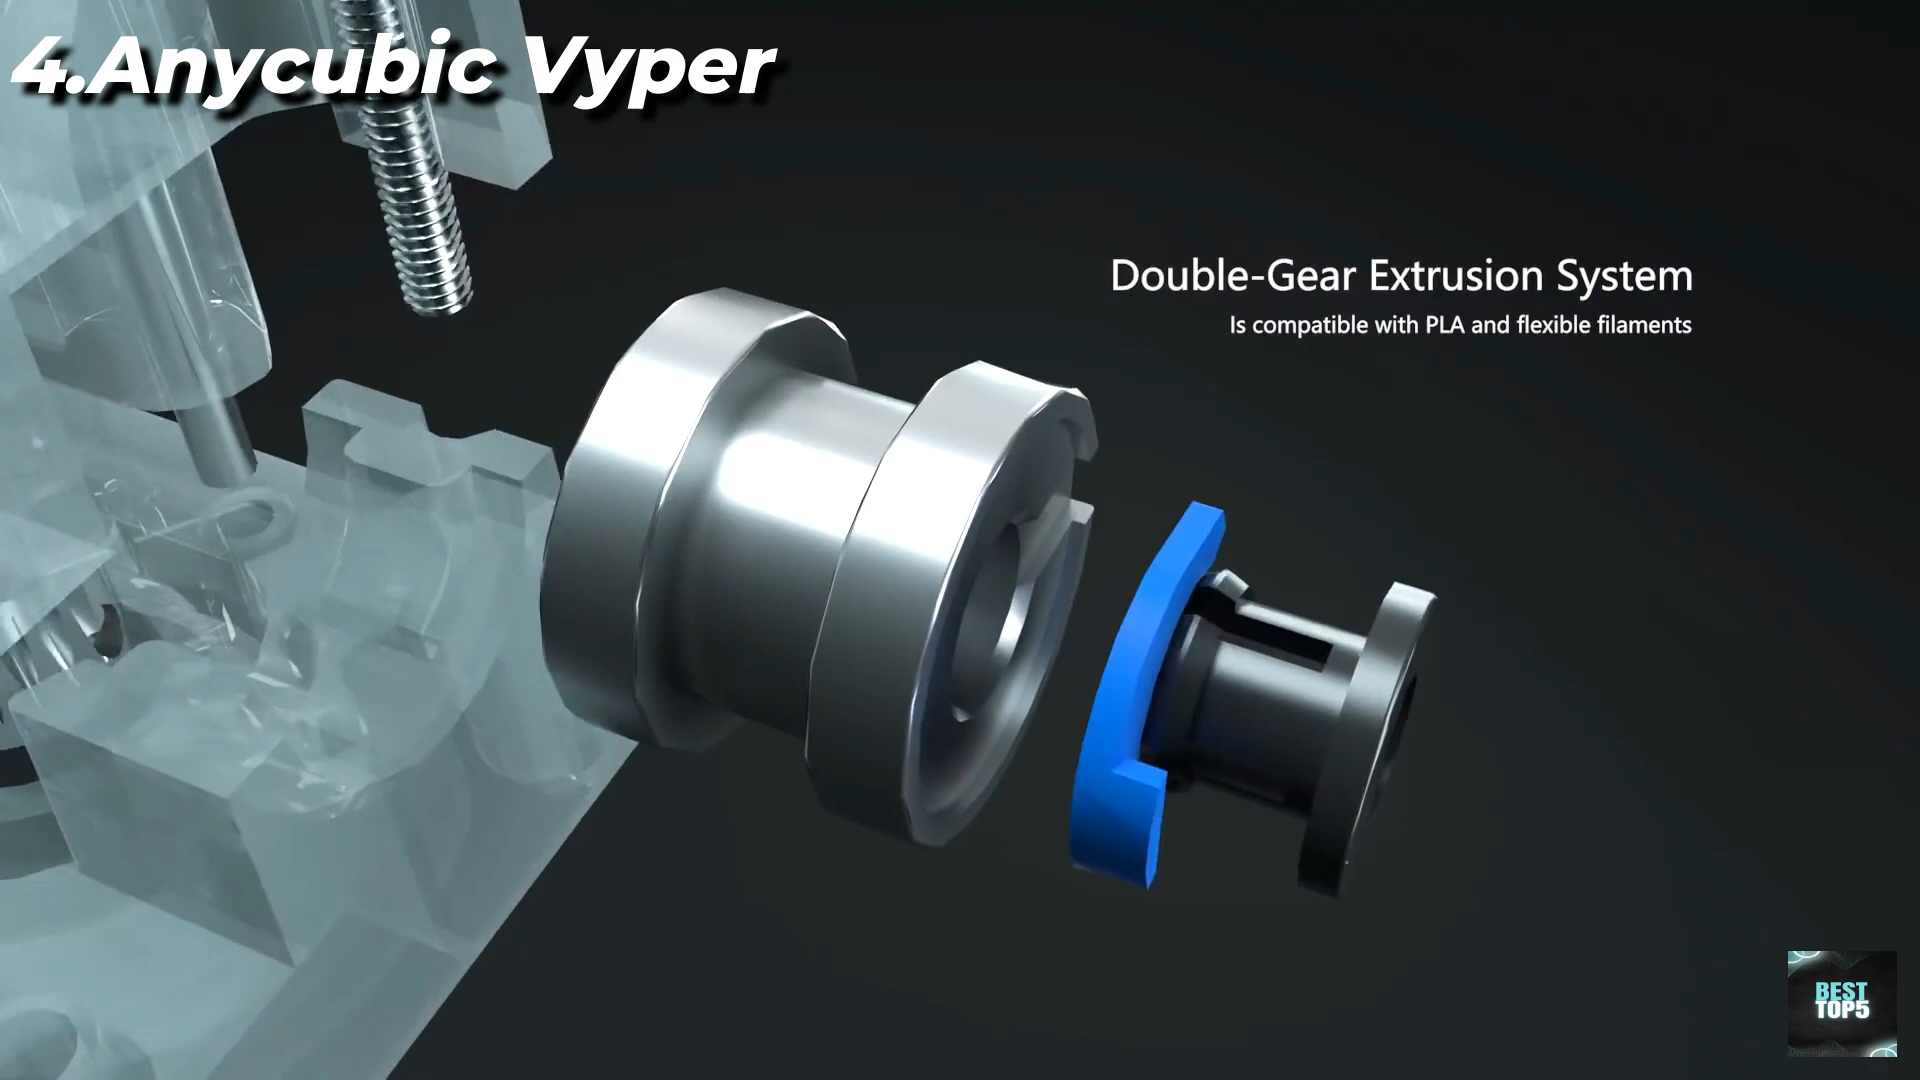 4.Anycubic Vyper
Double-Gear Extrusion System
Is compatible with PLA and flexible filaments
BEST
TOP5